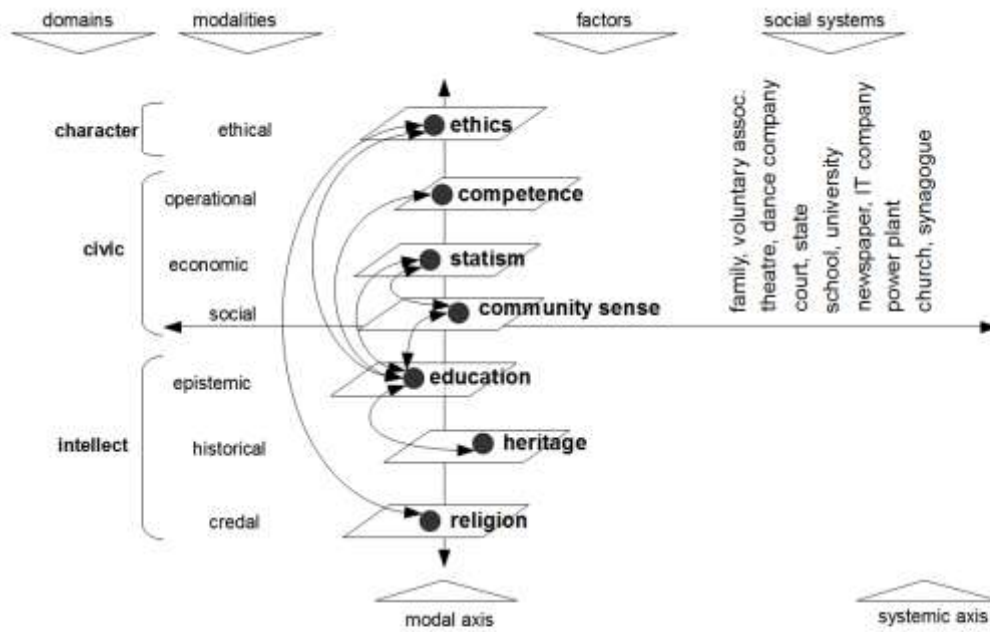 domains
modalities
factors
social systems
character
ethical
ethics
operational
competence
civic
economic
statism
social
community sense
epistemic
education
intellect
historical
heritage
credal
religion
family, voluntary assoc.
theatre, dance company
court, state
school, university
newspaper, IT company
power plant
church, synagogue
modal axis
systemic axis